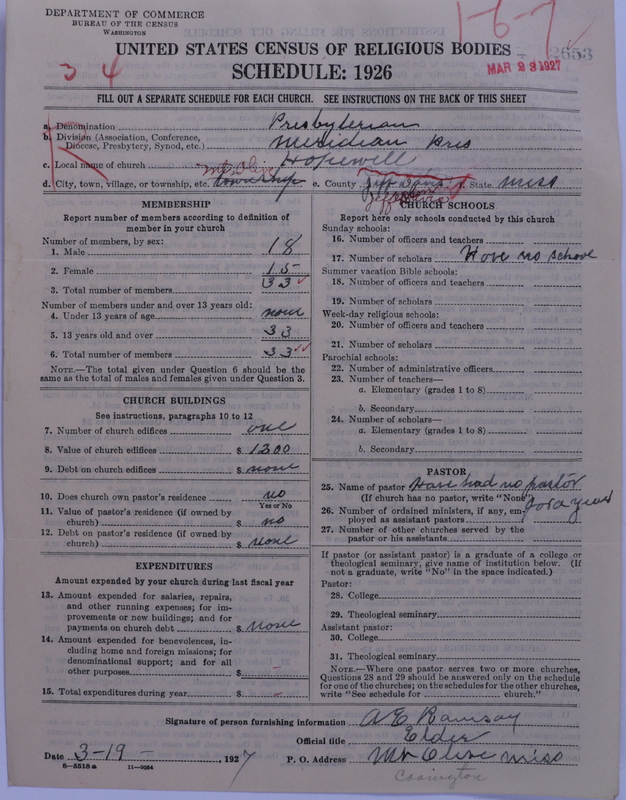 DEPARTMENT OF COMMERCE
BUREAU OF THE CENSUS
WASHINGTON
1-6-7
UNITED STATES CENSUS OF RELIGIOUS BODIES
2653
SCHEDULE: 1926
MAR 23 1927
3 4
FILL OUT A SEPARATE SCHEDULE FOR EACH CHURCH. SEE INSTRUCTIONS ON THE BACK OF THIS SHEET
a. Denomination Presbyterian
b. Division (Association, Conference, Diocese, Presbytery, Synod, etc.) Meridian Pres
c. Local name of church Hopewell
d. City, town, village, or township, etc. Mt Olive township e. County Jeff Davis f. State Miss
Jefferson Davis
MEMBERSHIP
Report number of members according to definition of
member in your church
Number of members, by sex:
1. Male 18
2. Female 15
3. Total number of members 33
Number of members under and over 13 years old:
4. Under 13 years of age none
5. 13 years old and over 33
6. Total number of members 33
NOTE.—The total given under Question 6 should be the
same as the total of males and females given under Question 3.
CHURCH BUILDINGS
See instructions, paragraphs 10 to 12
7. Number of church edifices one
8. Value of church edifices $ 1200
9. Debt on church edifices $ none
10. Does church own pastor's residence no
Yes or No
11. Value of pastor's residence (if owned by
church) $ no
12. Debt on pastor's residence (if owned by
church) $ none
EXPENDITURES
Amount expended by your church during last fiscal year
13. Amount expended for salaries, repairs,
and other running expenses; for im-
provements or new buildings; and for
payments on church debt $ none
14. Amount expended for benevolences, in-
cluding home and foreign missions; for
denominational support; and for all
other purposes $ -
15. Total expenditures during year $ -
CHURCH SCHOOLS
Report here only schools conducted by this church
Sunday schools:
16. Number of officers and teachers
17. Number of scholars Have no school
Summer vacation Bible schools:
18. Number of officers and teachers
19. Number of scholars
Week-day religious schools:
20. Number of officers and teachers
21. Number of scholars
Parochial schools:
22. Number of administrative officers
23. Number of teachers—
a. Elementary (grades 1 to 8)
b. Secondary
24. Number of scholars—
a. Elementary (grades 1 to 8)
b. Secondary
PASTOR
25. Name of pastor Have had no pastor
(If church has no pastor, write "None") for a year
26. Number of ordained ministers, if any, em-
ployed as assistant pastors
27. Number of other churches served by the
pastor or his assistants
If pastor (or assistant pastor) is a graduate of a college or
theological seminary, give name of institution below. (If
not a graduate, write "No" in the space indicated.)
Pastor:
28. College
29. Theological seminary
Assistant pastor:
30. College
31. Theological seminary
NOTE.—Where one pastor serves two or more churches,
Questions 28 and 29 should be answered only on the schedule
for one of the churches; on the schedules for the other churches,
write "See schedule for church."
Signature of person furnishing information A E Ramsay
Official title Elder
Date 3-19-, 1927 P. O. Address Mt Olive Miss
6-5518a 11-9264
Covington